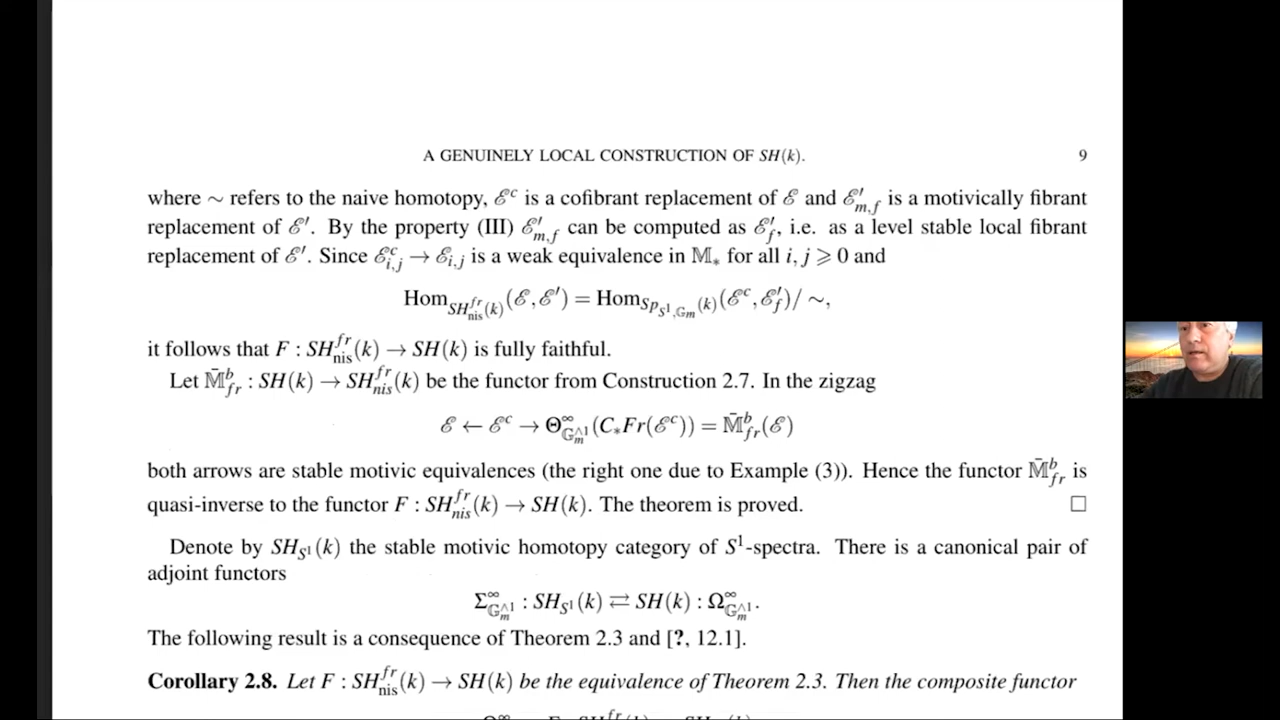 A GENUINELY LOCAL CONSTRUCTION OF SH(k). 9
where ∼ refers to the naive homotopy, ℰᶜ is a cofibrant replacement of ℰ and ℰ′_{m,f} is a motivically fibrant
replacement of ℰ′. By the property (III) ℰ′_{m,f} can be computed as ℰ′_f, i.e. as a level stable local fibrant
replacement of ℰ′. Since ℰᶜ_{i,j} → ℰ_{i,j} is a weak equivalence in 𝕄_* for all i, j ⩾ 0 and
Hom_{SH^{fr}_{nis}(k)}(ℰ, ℰ′) = Hom_{Sp_{S^1,𝔾_m}(k)}(ℰᶜ, ℰ′_f)/ ∼,
it follows that F : SH^{fr}_{nis}(k) → SH(k) is fully faithful.
Let 𝕄̄^b_{fr} : SH(k) → SH^{fr}_{nis}(k) be the functor from Construction 2.7. In the zigzag
ℰ ← ℰᶜ → Θ^∞_{𝔾_m^{∧1}}(C_*Fr(ℰᶜ)) = 𝕄̄^b_{fr}(ℰ)
both arrows are stable motivic equivalences (the right one due to Example (3)). Hence the functor 𝕄̄^b_{fr} is
quasi-inverse to the functor F : SH^{fr}_{nis}(k) → SH(k). The theorem is proved. □
Denote by SH_{S^1}(k) the stable motivic homotopy category of S^1-spectra. There is a canonical pair of
adjoint functors
Σ^∞_{𝔾_m^{∧1}} : SH_{S^1}(k) ⇄ SH(k) : Ω^∞_{𝔾_m^{∧1}}.
The following result is a consequence of Theorem 2.3 and [?, 12.1].
Corollary 2.8. Let F : SH^{fr}_{nis}(k) → SH(k) be the equivalence of Theorem 2.3. Then the composite functor